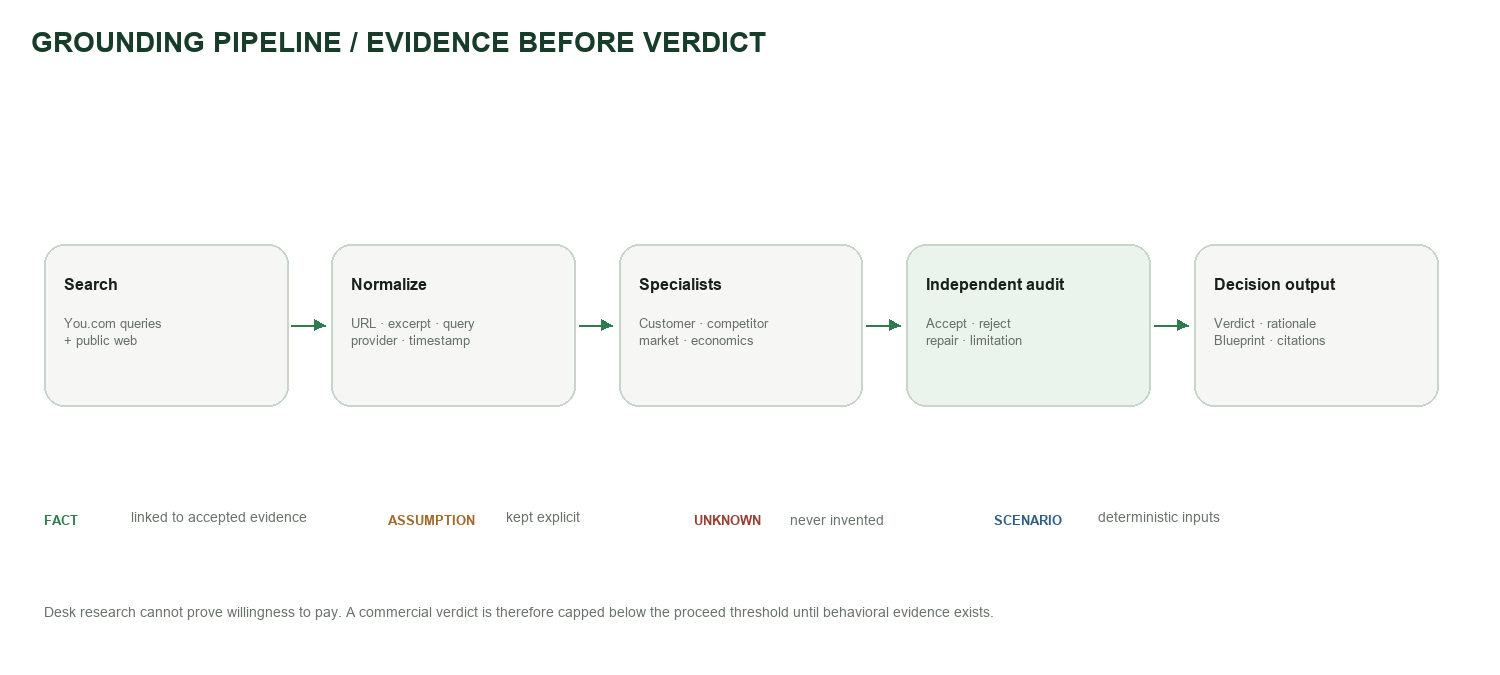 GROUNDING PIPELINE / EVIDENCE BEFORE VERDICT
Search
You.com queries
+ public web
Normalize
URL · excerpt · query
provider · timestamp
Specialists
Customer · competitor
market · economics
Independent audit
Accept · reject
repair · limitation
Decision output
Verdict · rationale
Blueprint · citations
FACT linked to accepted evidence
ASSUMPTION kept explicit
UNKNOWN never invented
SCENARIO deterministic inputs
Desk research cannot prove willingness to pay. A commercial verdict is therefore capped below the proceed threshold until behavioral evidence exists.